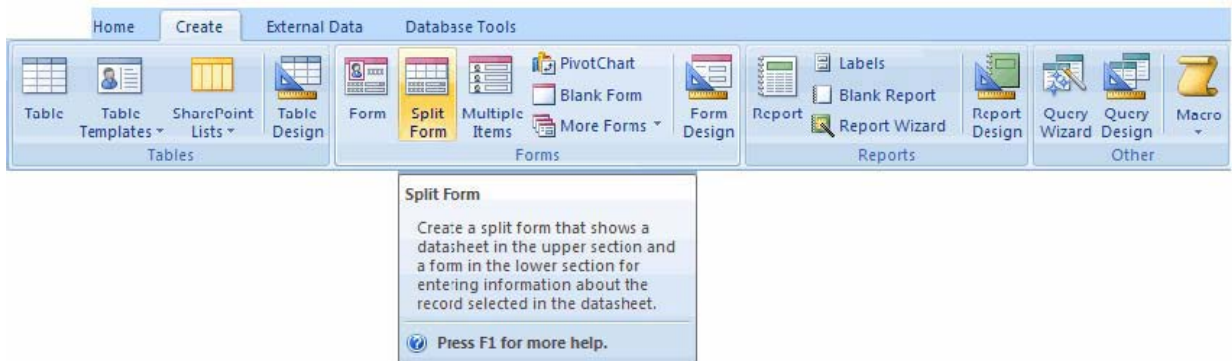 Home Create External Data Database Tools
Table
Table Templates
SharePoint Lists
Table Design
Tables
Form
Split Form
Multiple Items
PivotChart
Blank Form
More Forms
Form Design
Forms
Report
Labels
Blank Report
Report Wizard
Report Design
Reports
Query Wizard
Query Design
Macro
Other
Split Form
Create a split form that shows a
datasheet in the upper section and
a form in the lower section for
entering information about the
record selected in the datasheet.
Press F1 for more help.